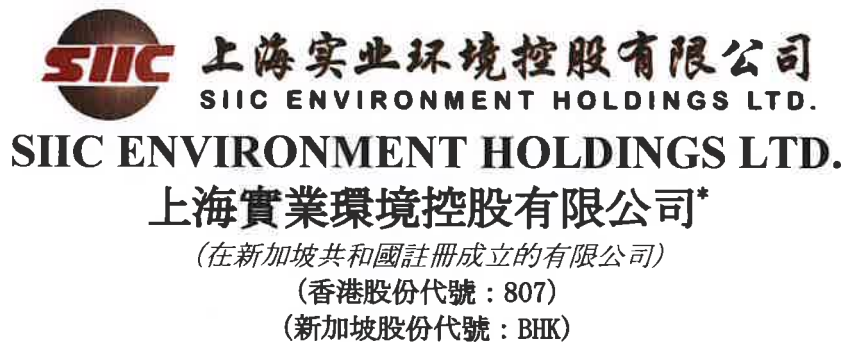 SIIC 上海实业环境控股有限公司
SIIC ENVIRONMENT HOLDINGS LTD.
SIIC ENVIRONMENT HOLDINGS LTD.
上海實業環境控股有限公司*
(在新加坡共和國註冊成立的有限公司)
(香港股份代號：807)
(新加坡股份代號：BHK)